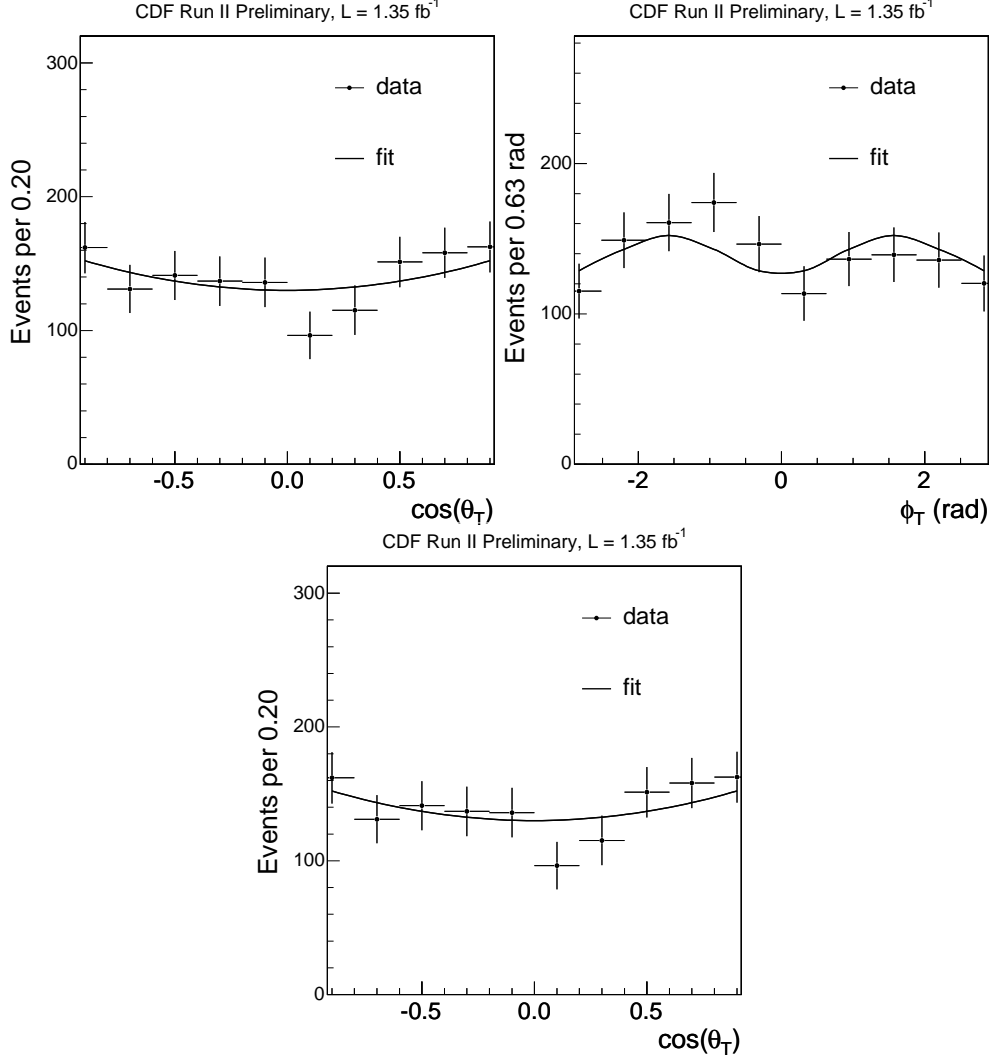 CDF Run II Preliminary, L = 1.35 fb⁻¹
Events per 0.20
300
200
100
0
data
fit
-0.5
0.0
0.5
cos(θ_T)
CDF Run II Preliminary, L = 1.35 fb⁻¹
Events per 0.63 rad
200
100
0
data
fit
-2
0
2
ϕ_T (rad)
CDF Run II Preliminary, L = 1.35 fb⁻¹
Events per 0.20
300
200
100
0
data
fit
-0.5
0.0
0.5
cos(θ_T)